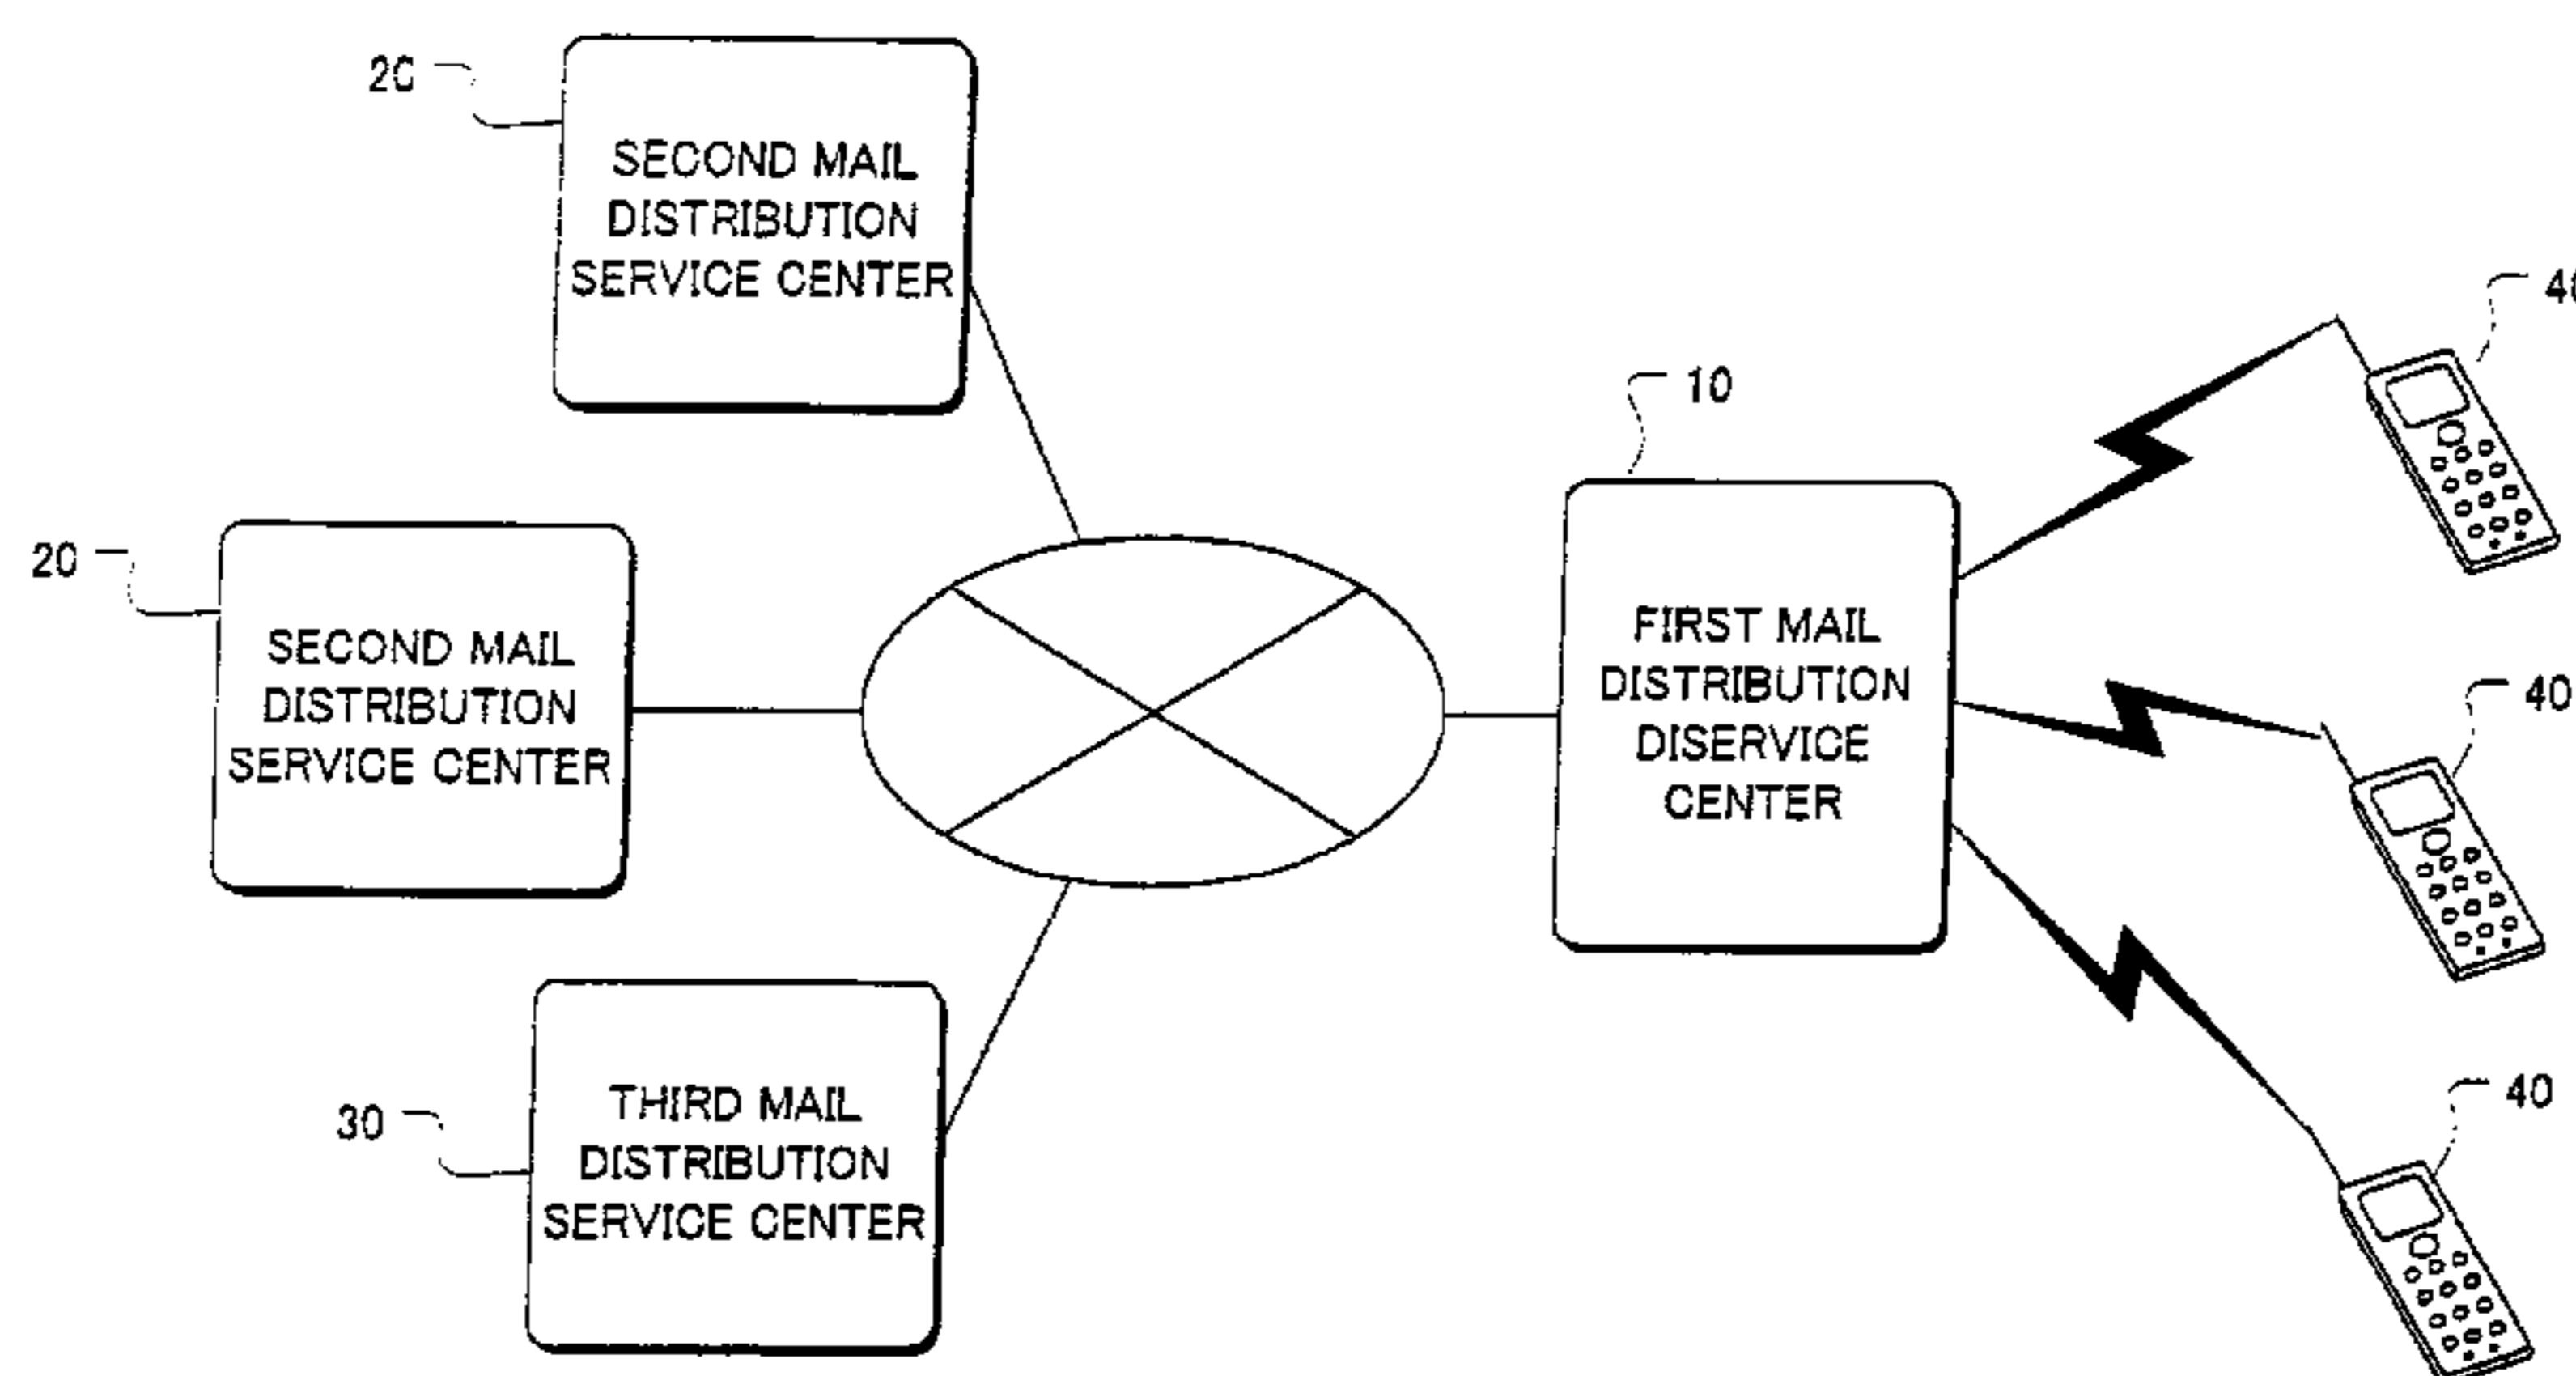 20
SECOND MAIL
DISTRIBUTION
SERVICE CENTER
20
SECOND MAIL
DISTRIBUTION
SERVICE CENTER
30
THIRD MAIL
DISTRIBUTION
SERVICE CENTER
10
FIRST MAIL
DISTRIBUTION
DISERVICE
CENTER
40
40
40